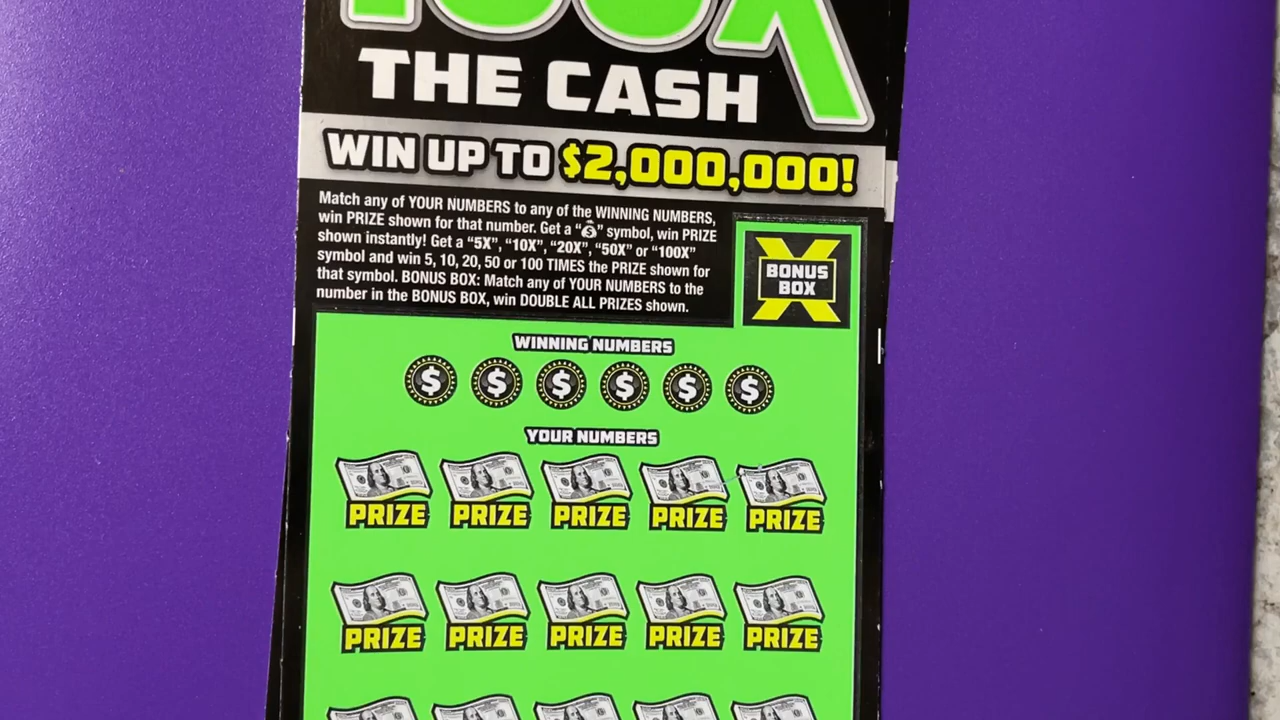 100X
THE CASH
WIN UP TO $2,000,000!
Match any of YOUR NUMBERS to any of the WINNING NUMBERS,
win PRIZE shown for that number. Get a “$” symbol, win PRIZE
shown instantly! Get a “5X”, “10X”, “20X”, “50X” or “100X”
symbol and win 5, 10, 20, 50 or 100 TIMES the PRIZE shown for
that symbol. BONUS BOX: Match any of YOUR NUMBERS to the
number in the BONUS BOX, win DOUBLE ALL PRIZES shown.
BONUS
BOX
WINNING NUMBERS
$ $ $ $ $ $
YOUR NUMBERS
PRIZE PRIZE PRIZE PRIZE PRIZE
PRIZE PRIZE PRIZE PRIZE PRIZE